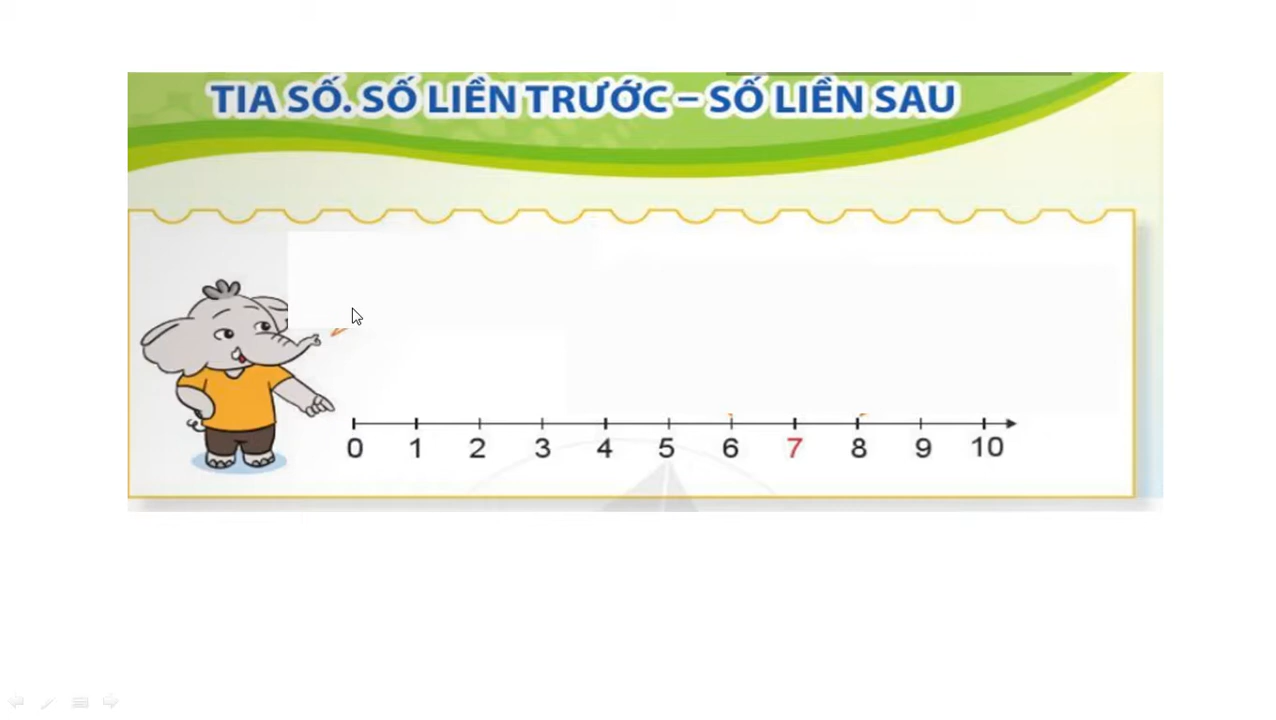 TIA SỐ. SỐ LIỀN TRƯỚC – SỐ LIỀN SAU
0 1 2 3 4 5 6 7 8 9 10